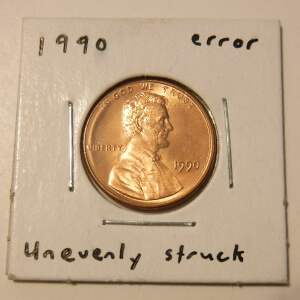 1990 error
IN GOD WE TRUST
LIBERTY
1990
Unevenly struck